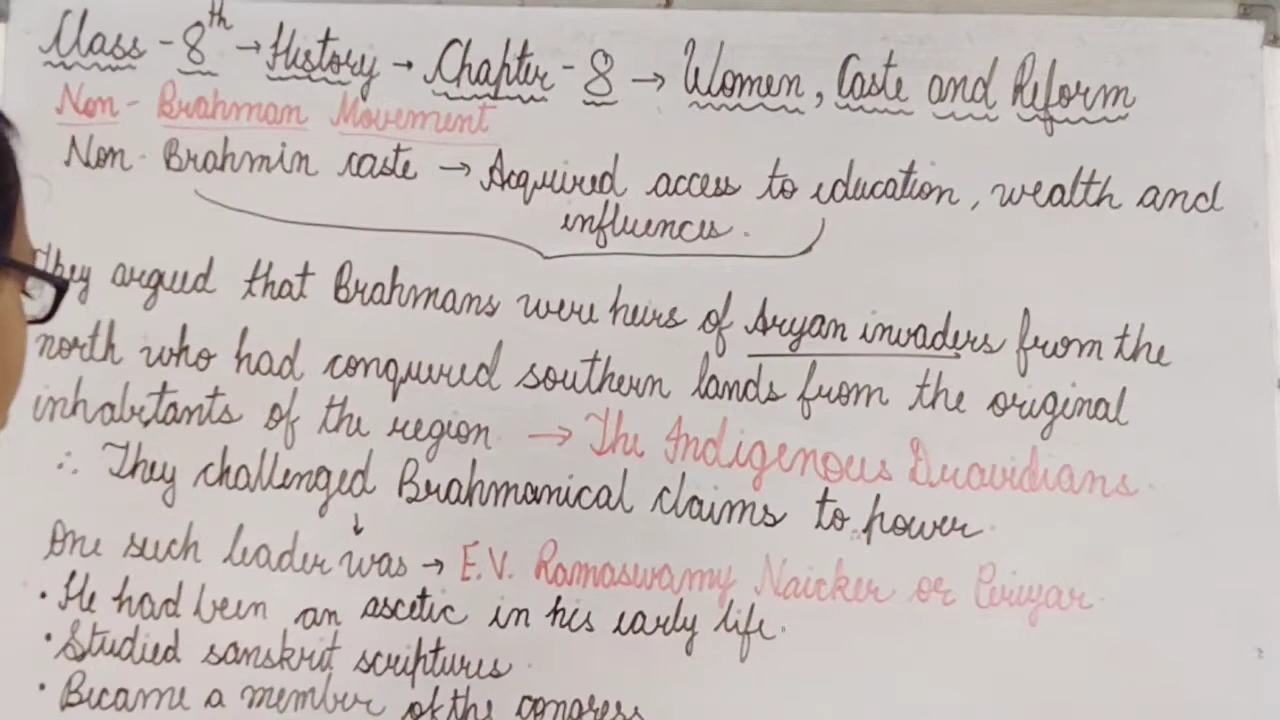 Class - 8th → History → Chapter - 8 → Women, Caste and Reform
Non - Brahman Movement
Non - Brahmin caste → Acquired access to education, wealth and
influences.
They argued that Brahmans were heirs of Aryan invaders from the
north who had conquered southern lands from the original
inhabitants of the region → The Indigenous Dravidians.
∴ They challenged Brahmanical claims to power.
↓
One such leader was → E.V. Ramaswamy Naicker or Periyar.
• He had been an ascetic in his early life.
• Studied sanskrit scriptures.
• Became a member of the congress